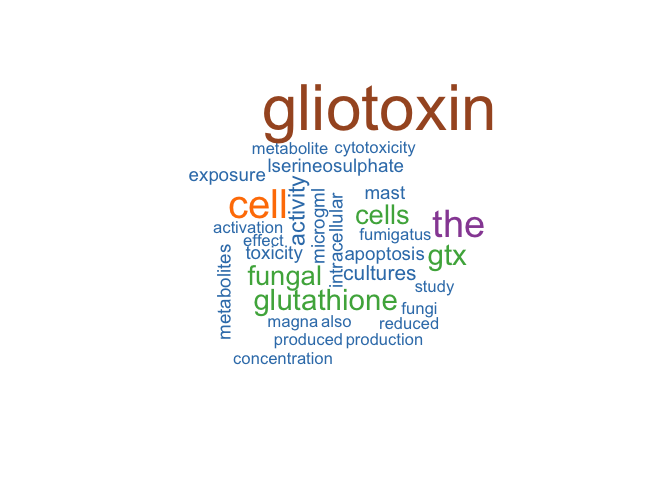 gliotoxin
metabolite cytotoxicity
lserineosulphate
exposure
activity
mast
cell
microgml
intracellular
cells
the
activation
fumigatus
effect
toxicity
apoptosis
gtx
metabolites
fungal
cultures
study
glutathione
fungi
magna also
reduced
produced production
concentration